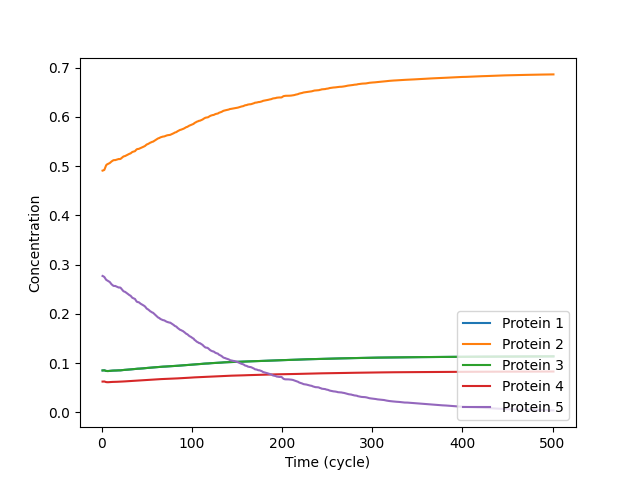 0.7
0.6
0.5
0.4
0.3
0.2
0.1
0.0
Concentration
Protein 1
Protein 2
Protein 3
Protein 4
Protein 5
0 100 200 300 400 500
Time (cycle)